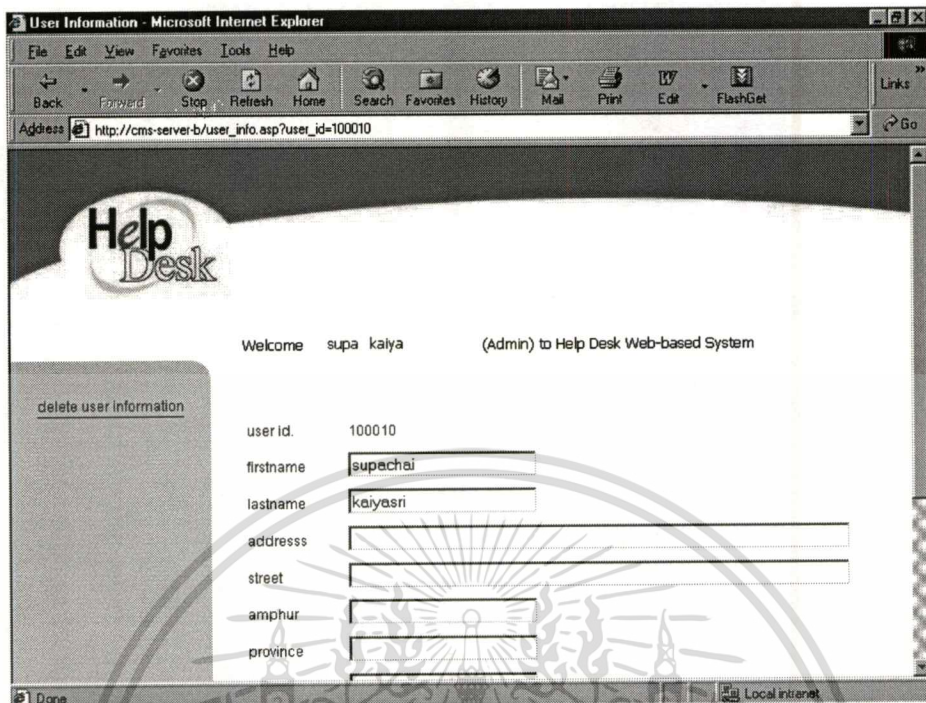 User Information - Microsoft Internet Explorer
File Edit View Favorites Tools Help
Back Forward Stop Refresh Home Search Favorites History Mail Print Edit FlashGet Links »
Address http://cms-server-b/user_info.asp?user_id=100010 Go
Help
Desk
Welcome supa kaiya (Admin) to Help Desk Web-based System
delete user information
user id. 100010
firstname supachai
lastname kaiyasri
addresss
street
amphur
province
Done Local intranet